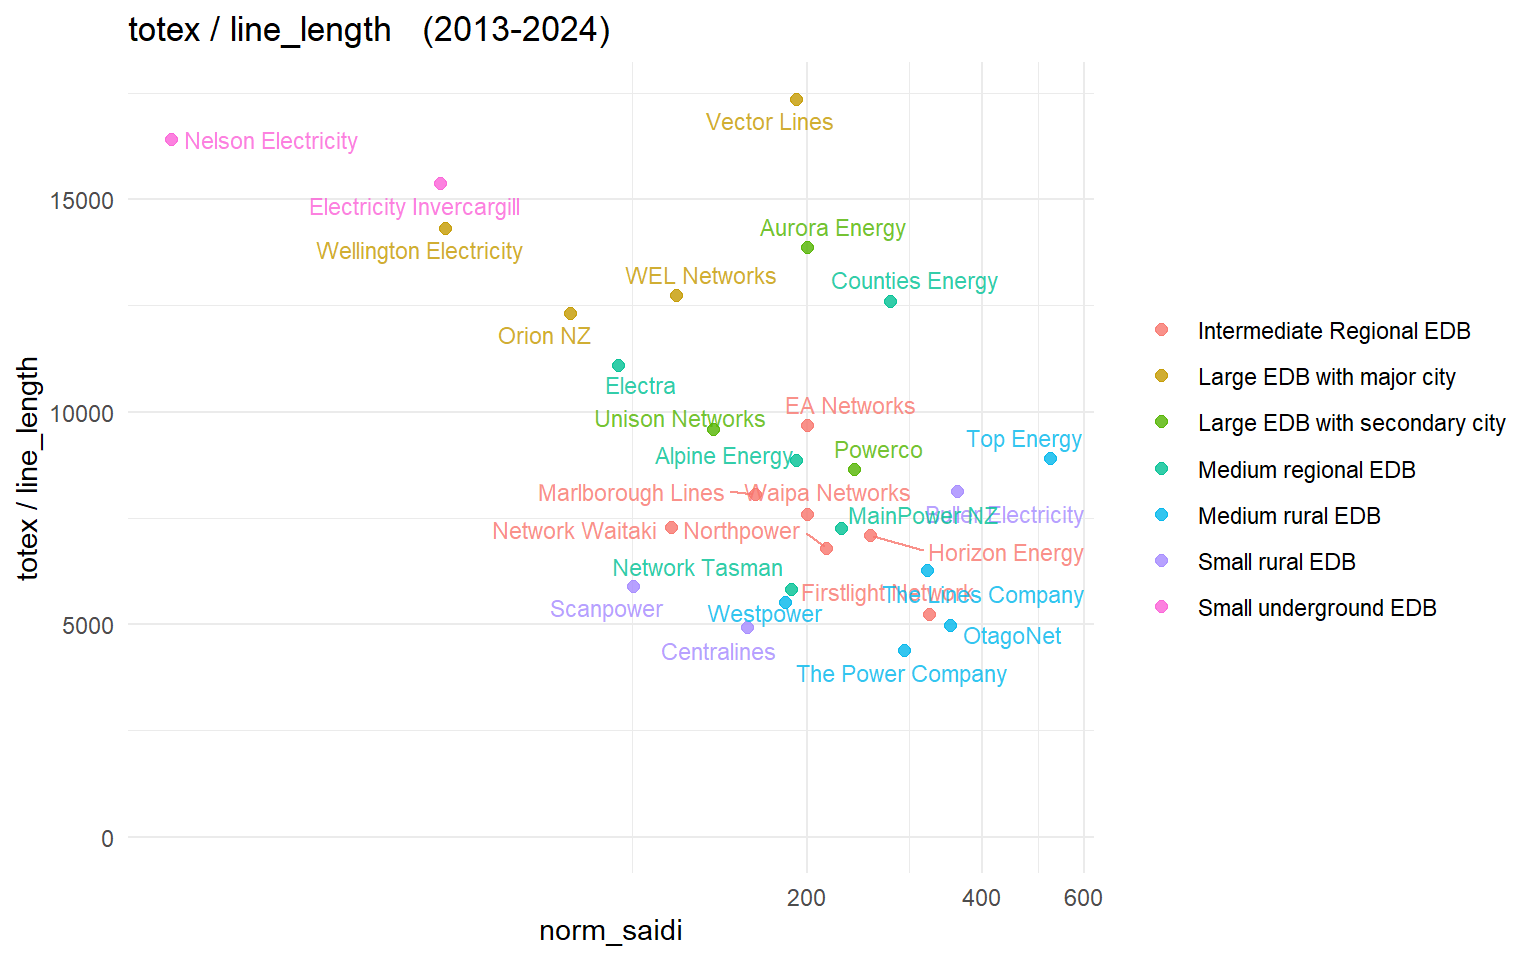 totex / line_length   (2013-2024)
Vector Lines
Nelson Electricity
15000
Electricity Invercargill
Aurora Energy
Wellington Electricity
WEL Networks
Counties Energy
Orion NZ
Intermediate Regional EDB
Large EDB with major city
Electra
totex / line_length
10000
EA Networks
Unison Networks
Large EDB with secondary city
Top Energy
Powerco
Alpine Energy
Medium regional EDB
Marlborough Lines
Waipa Networks
MainPower NZ
Buller Electricity
Medium rural EDB
Network Waitaki
Northpower
Horizon Energy
Small rural EDB
Network Tasman
Firstlight Network
The Lines Company
Small underground EDB
Scanpower
Westpower
5000
OtagoNet
Centralines
The Power Company
0
200
400
600
norm_saidi